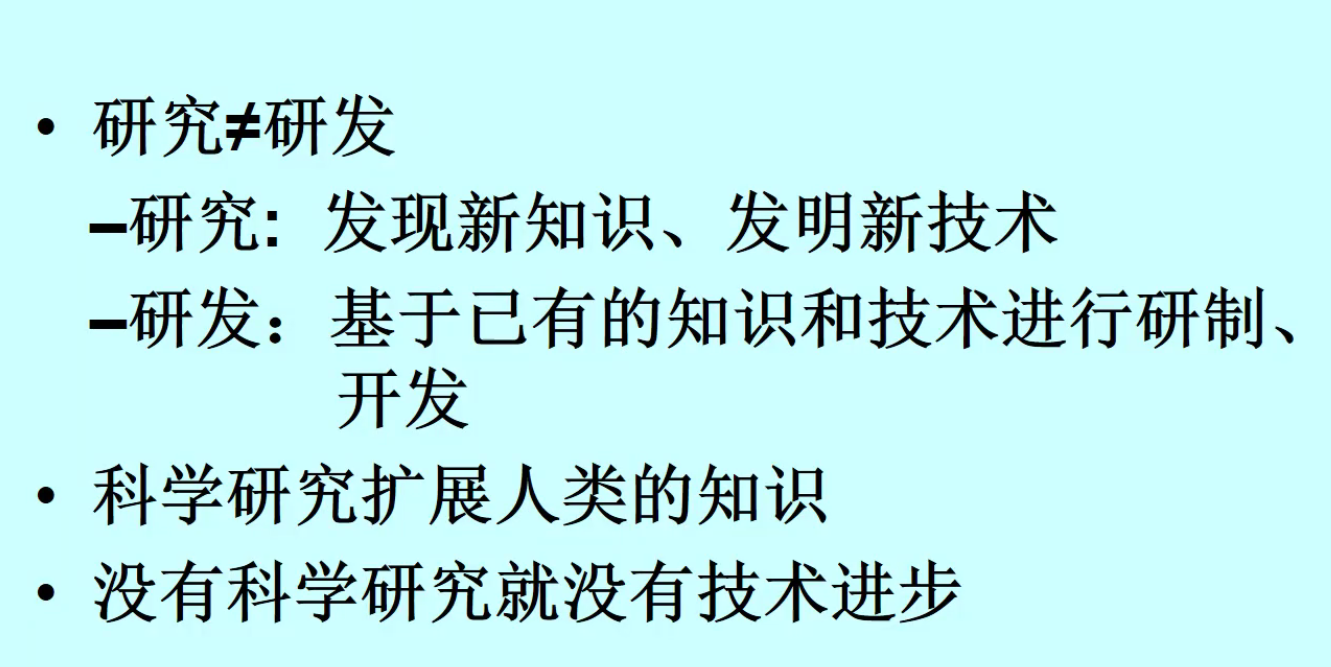 • 研究≠研发
–研究: 发现新知识、发明新技术
–研发：基于已有的知识和技术进行研制、
开发
• 科学研究扩展人类的知识
• 没有科学研究就没有技术进步